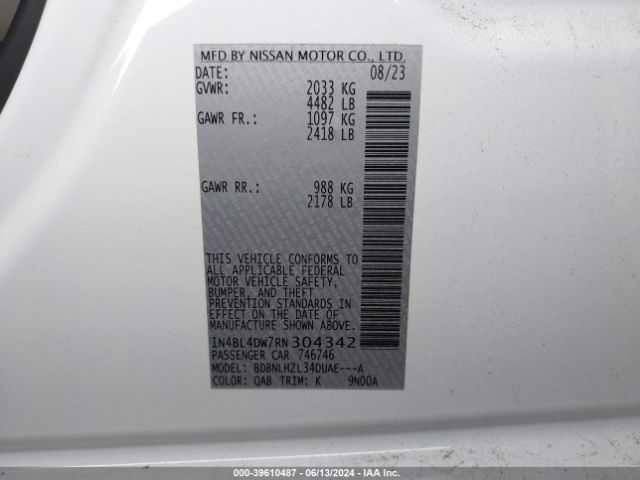 MFD BY NISSAN MOTOR CO., LTD.
DATE: 08/23
GVWR: 2033 KG
4482 LB
GAWR FR.: 1097 KG
2418 LB
GAWR RR.: 988 KG
2178 LB
THIS VEHICLE CONFORMS TO
ALL APPLICABLE FEDERAL
MOTOR VEHICLE SAFETY,
BUMPER, AND THEFT
PREVENTION STANDARDS IN
EFFECT ON THE DATE OF
MANUFACTURE SHOWN ABOVE.
1N4BL4DW7RN304342
PASSENGER CAR 746746
MODEL: BDBNLHZL34DUAE---A
COLOR: QAB TRIM: K 9N00A
000-39610487 - 06/13/2024 - IAA Inc.